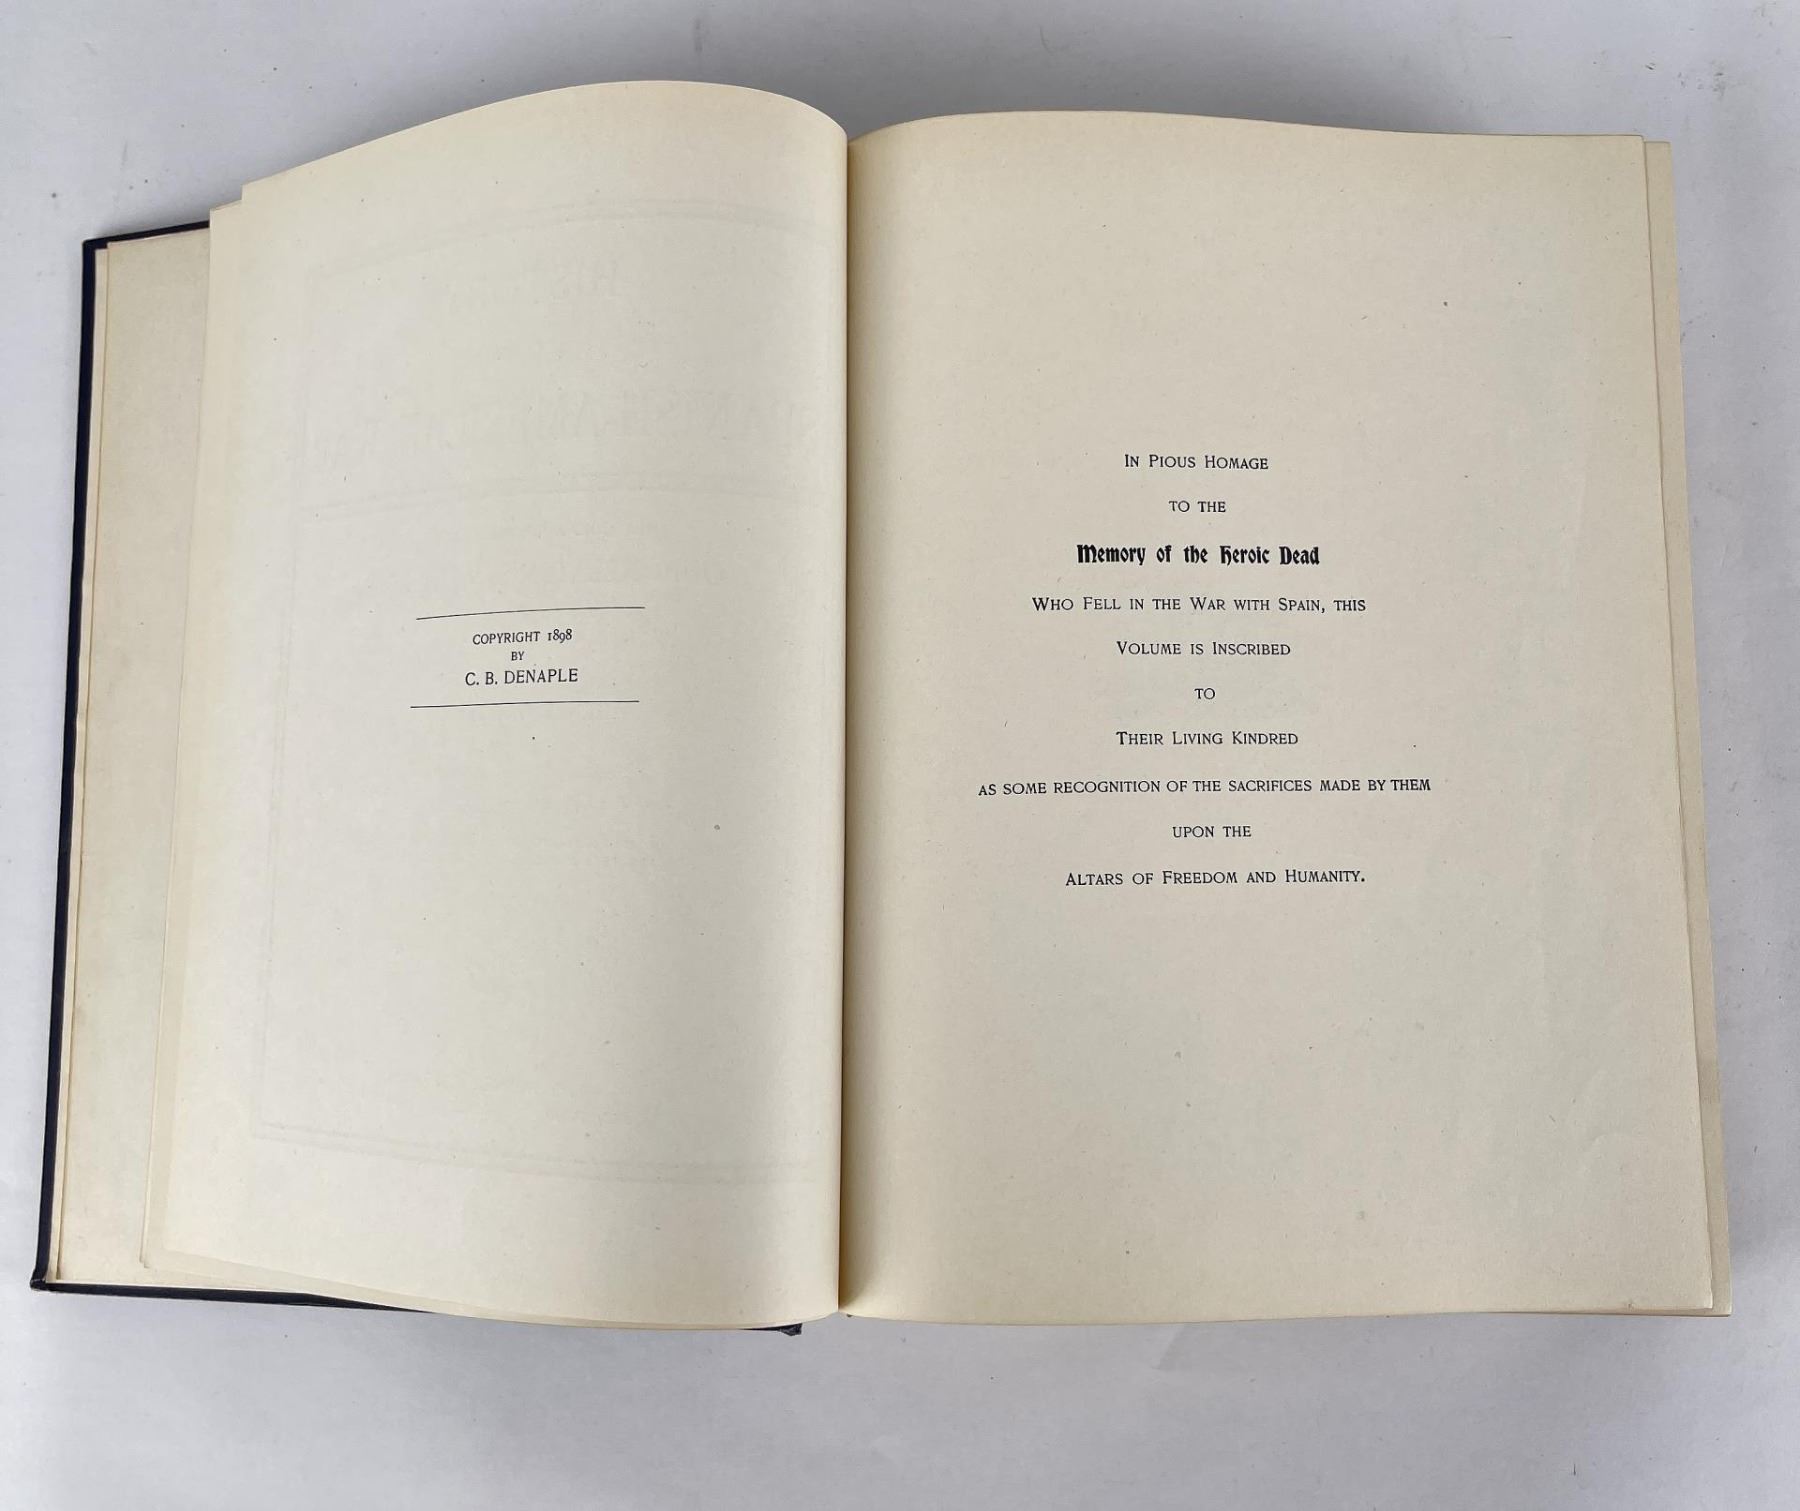 COPYRIGHT 1898
BY
C. B. DENAPLE
IN PIOUS HOMAGE
TO THE
Memory of the Heroic Dead
WHO FELL IN THE WAR WITH SPAIN, THIS
VOLUME IS INSCRIBED
TO
THEIR LIVING KINDRED
AS SOME RECOGNITION OF THE SACRIFICES MADE BY THEM
UPON THE
ALTARS OF FREEDOM AND HUMANITY.